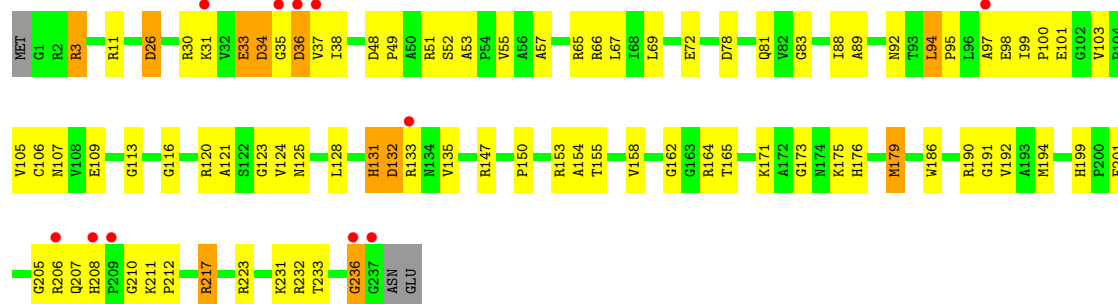 MET G1 R2 R3 R11 D26 R30 K31 V32 E33 D34 G35 D36 V37 I38 D48 P49 A50 R51 S52 A53 P54 V55 A56 A57 R65 R66 L67 I68 L69 E72 D78 Q81 V82 G83 I88 A89 N92 T93 L94 P95 L96 A97 E98 I99 P100 E101 G102 V103
V105 C106 N107 V108 E109 G113 G116 R120 A121 S122 G123 V124 N125 L128 H131 D132 R133 N134 V135 R147 P150 R153 A154 T155 V158 G162 G163 R164 T165 K171 A172 G173 N174 K175 H176 M179 W186 R190 G191 V192 A193 M194 H199 P200
G205 R206 Q207 H208 P209 G210 K211 P212 R217 R223 K231 R232 T233 G236 G237 ASN GLU